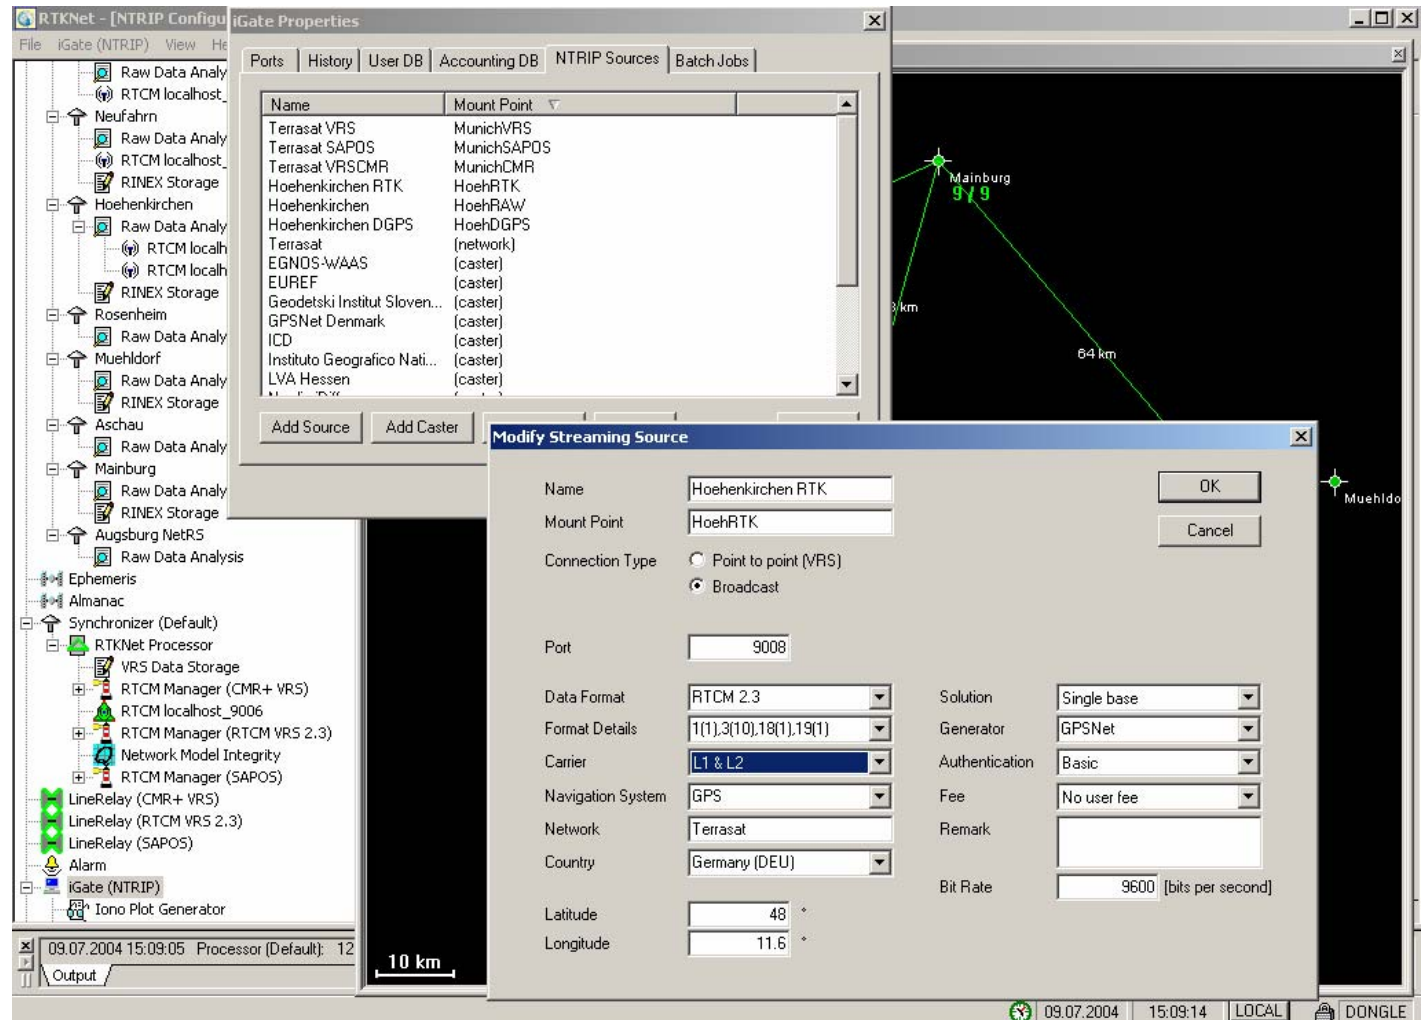 RTKNet - [NTRIP Configu
File iGate (NTRIP) View He
Raw Data Analy
RTCM localhost_
Neufahrn
Raw Data Analy
RTCM localhost_
RINEX Storage
Hoehenkirchen
Raw Data Analy
RTCM localh
RTCM localh
RINEX Storage
Rosenheim
Raw Data Analy
Muehldorf
Raw Data Analy
RINEX Storage
Aschau
Raw Data Analy
Mainburg
Raw Data Analy
RINEX Storage
Augsburg NetRS
Raw Data Analysis
Ephemeris
Almanac
Synchronizer (Default)
RTKNet Processor
VRS Data Storage
RTCM Manager (CMR+ VRS)
RTCM localhost_9006
RTCM Manager (RTCM VRS 2.3)
Network Model Integrity
RTCM Manager (SAPOS)
LineRelay (CMR+ VRS)
LineRelay (RTCM VRS 2.3)
LineRelay (SAPOS)
Alarm
iGate (NTRIP)
Iono Plot Generator
iGate Properties
Ports History User DB Accounting DB NTRIP Sources Batch Jobs
Name Mount Point
Terrasat VRS MunichVRS
Terrasat SAPOS MunichSAPOS
Terrasat VRSCMR MunichCMR
Hoehenkirchen RTK HoehRTK
Hoehenkirchen HoehRAW
Hoehenkirchen DGPS HoehDGPS
Terrasat (network)
EGNOS-WAAS (caster)
EUREF (caster)
Geodetski Institut Sloven... (caster)
GPSNet Denmark (caster)
ICD (caster)
Instituto Geografico Nati... (caster)
LVA Hessen (caster)
Add Source Add Caster
Mainburg
9 / 9
km
64 km
Muehldo
Modify Streaming Source
Name Hoehenkirchen RTK OK
Mount Point HoehRTK Cancel
Connection Type Point to point (VRS)
Broadcast
Port 9008
Data Format RTCM 2.3 Solution Single base
Format Details 1(1),3(10),18(1),19(1) Generator GPSNet
Carrier L1 & L2 Authentication Basic
Navigation System GPS Fee No user fee
Network Terrasat Remark
Country Germany (DEU)
Bit Rate 9600 [bits per second]
Latitude 48 °
Longitude 11.6 °
10 km
09.07.2004 15:09:05 Processor (Default): 12
Output
09.07.2004 15:09:14 LOCAL DONGLE